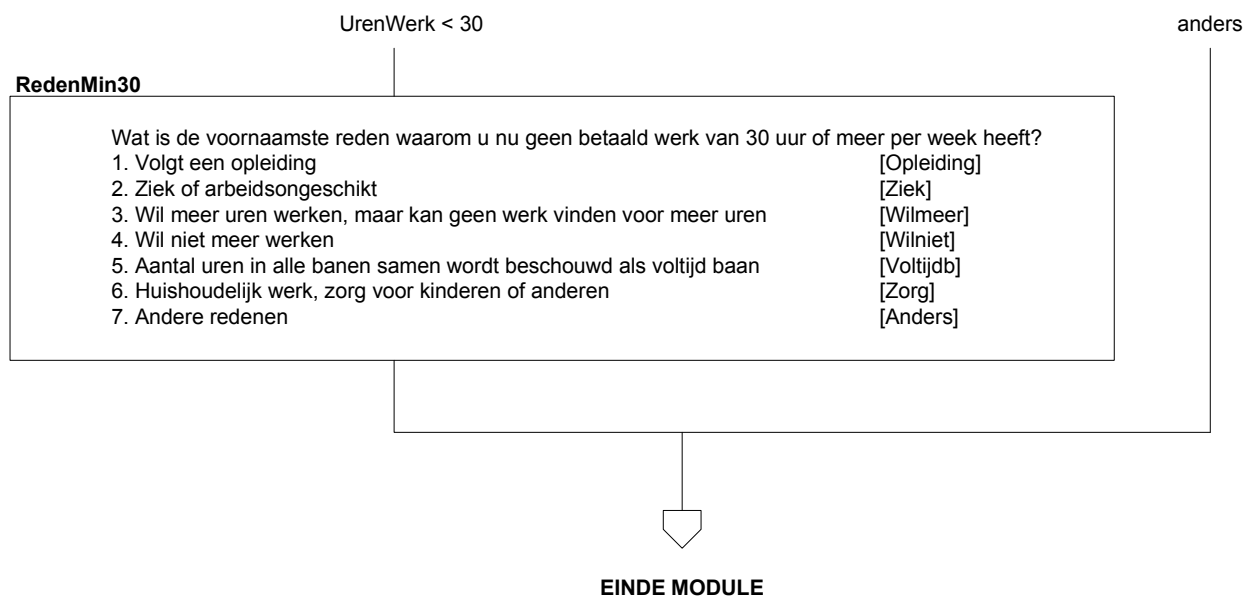 UrenWerk < 30 anders
RedenMin30
Wat is de voornaamste reden waarom u nu geen betaald werk van 30 uur of meer per week heeft?
1. Volgt een opleiding [Opleiding]
2. Ziek of arbeidsongeschikt [Ziek]
3. Wil meer uren werken, maar kan geen werk vinden voor meer uren [Wilmeer]
4. Wil niet meer werken [Wilniet]
5. Aantal uren in alle banen samen wordt beschouwd als voltijd baan [Voltijdb]
6. Huishoudelijk werk, zorg voor kinderen of anderen [Zorg]
7. Andere redenen [Anders]
EINDE MODULE